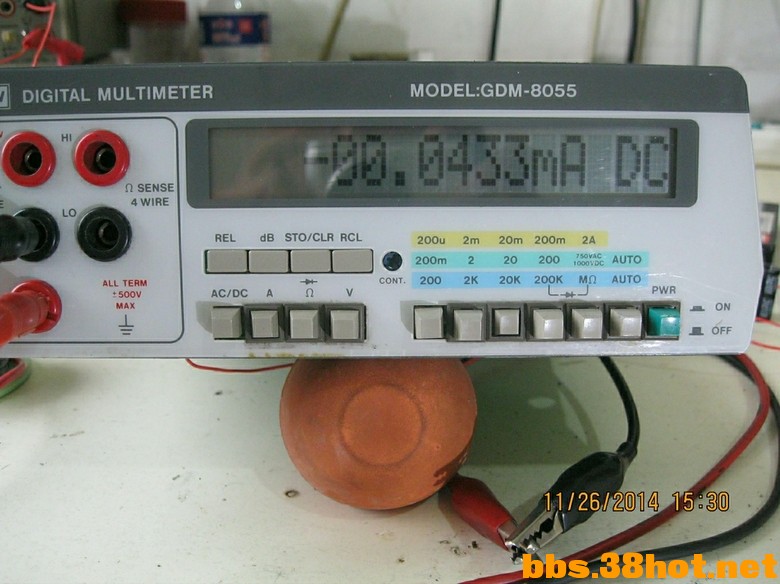 DIGITAL MULTIMETER
MODEL:GDM-8055
HI
-00.0433mA DC
Ω SENSE
4 WIRE
LO
REL dB STO/CLR RCL
CONT.
200u 2m 20m 200m 2A
200m 2 20 200 750VAC 1000VDC AUTO
200 2K 20K 200K MΩ AUTO
ALL TERM
±500V
MAX
AC/DC A Ω V
PWR
ON
OFF
11/26/2014 15:30
bbs.38hot.net